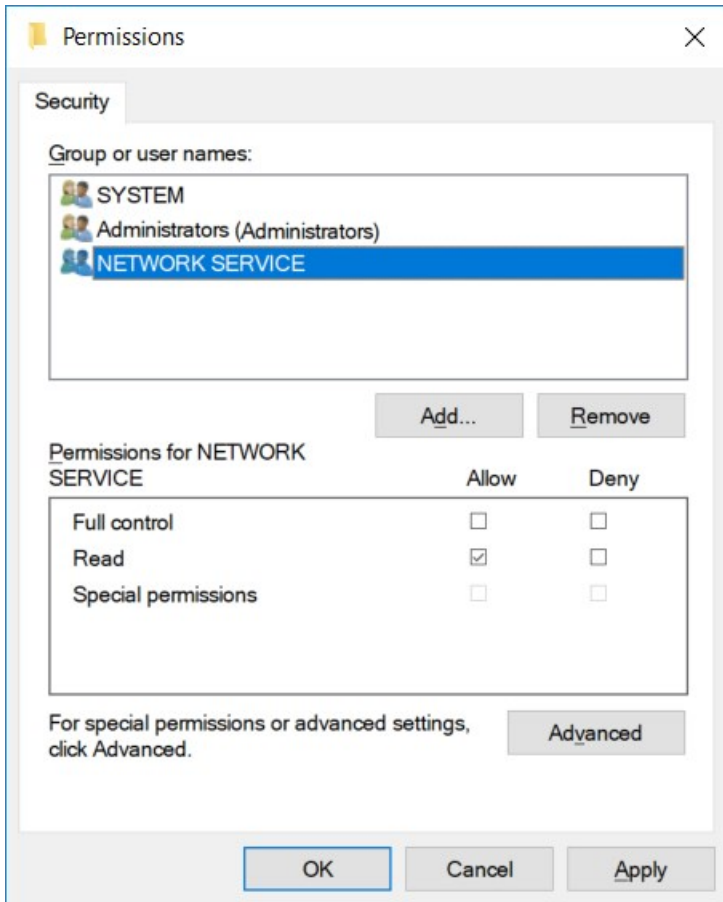 Permissions
Security
Group or user names:
SYSTEM
Administrators (Administrators)
NETWORK SERVICE
Add... Remove
Permissions for NETWORK
SERVICE Allow Deny
Full control
Read
Special permissions
For special permissions or advanced settings,
click Advanced.
Advanced
OK Cancel Apply